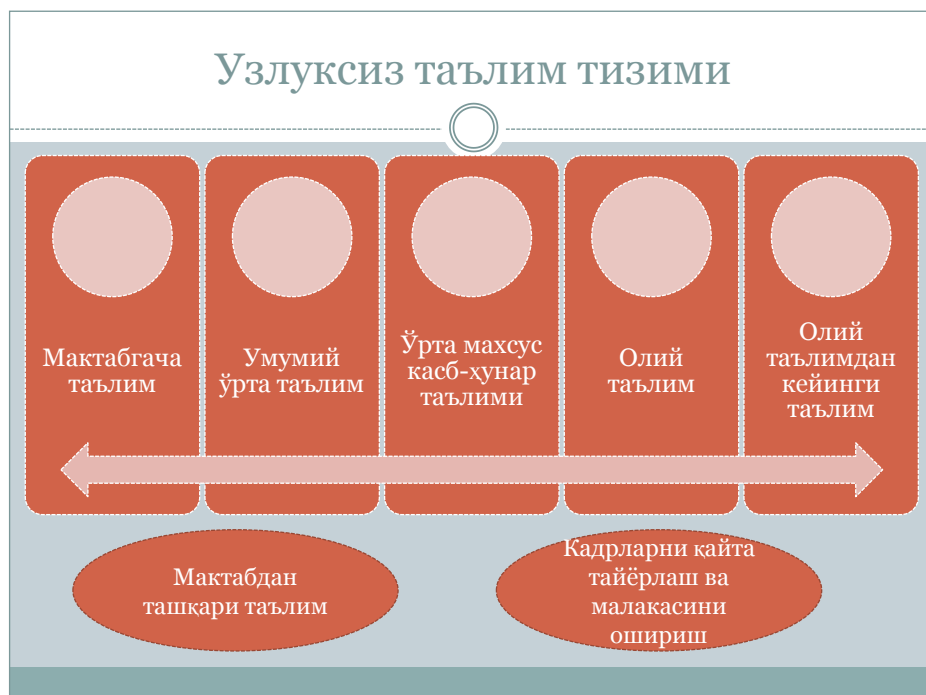 Узлуксиз таълим тизими
Мактабгача
таълим
Умумий
ўрта таълим
Ўрта махсус
касб-ҳунар
таълими
Олий
таълим
Олий
таълимдан
кейинги
таълим
Мактабдан
ташқари таълим
Кадрларни қайта
тайёрлаш ва
малакасини
ошириш